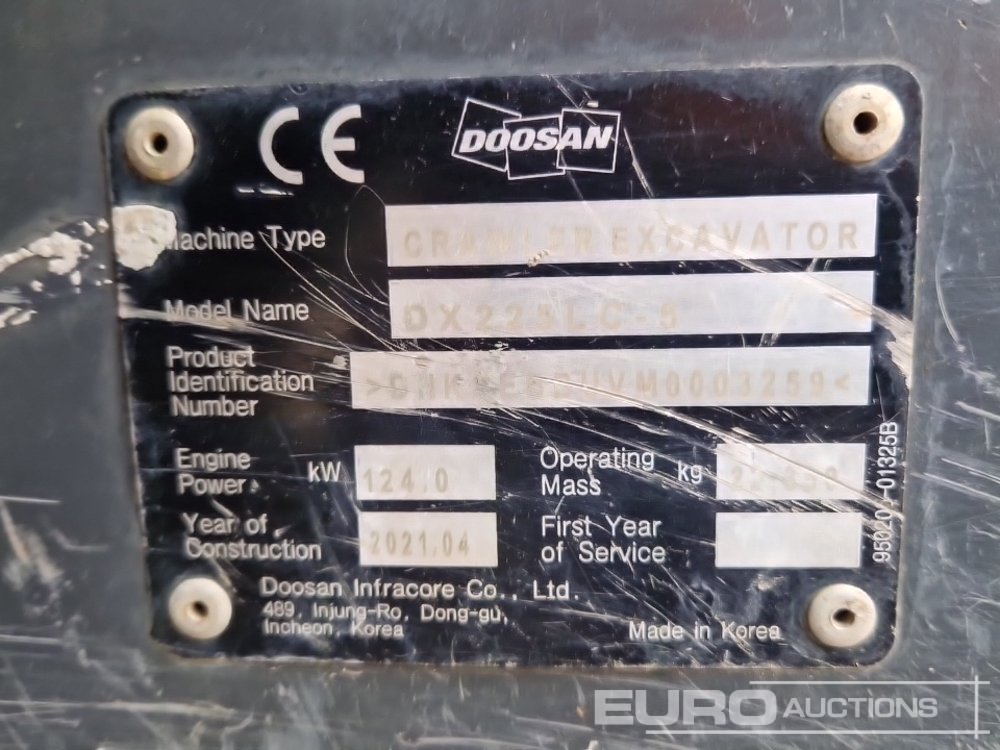 CE DOOSAN
Machine Type CRAWLER EXCAVATOR
Model Name DX225LC-5
Product
Identification
Number
Engine
Power kW 124.0
Operating
Mass kg
Year of
Construction 2021.04
First Year
of Service
95020-01325B
Doosan Infracore Co., Ltd.
489, Injung-Ro, Dong-gu,
Incheon, Korea
Made in Korea
EURO AUCTIONS